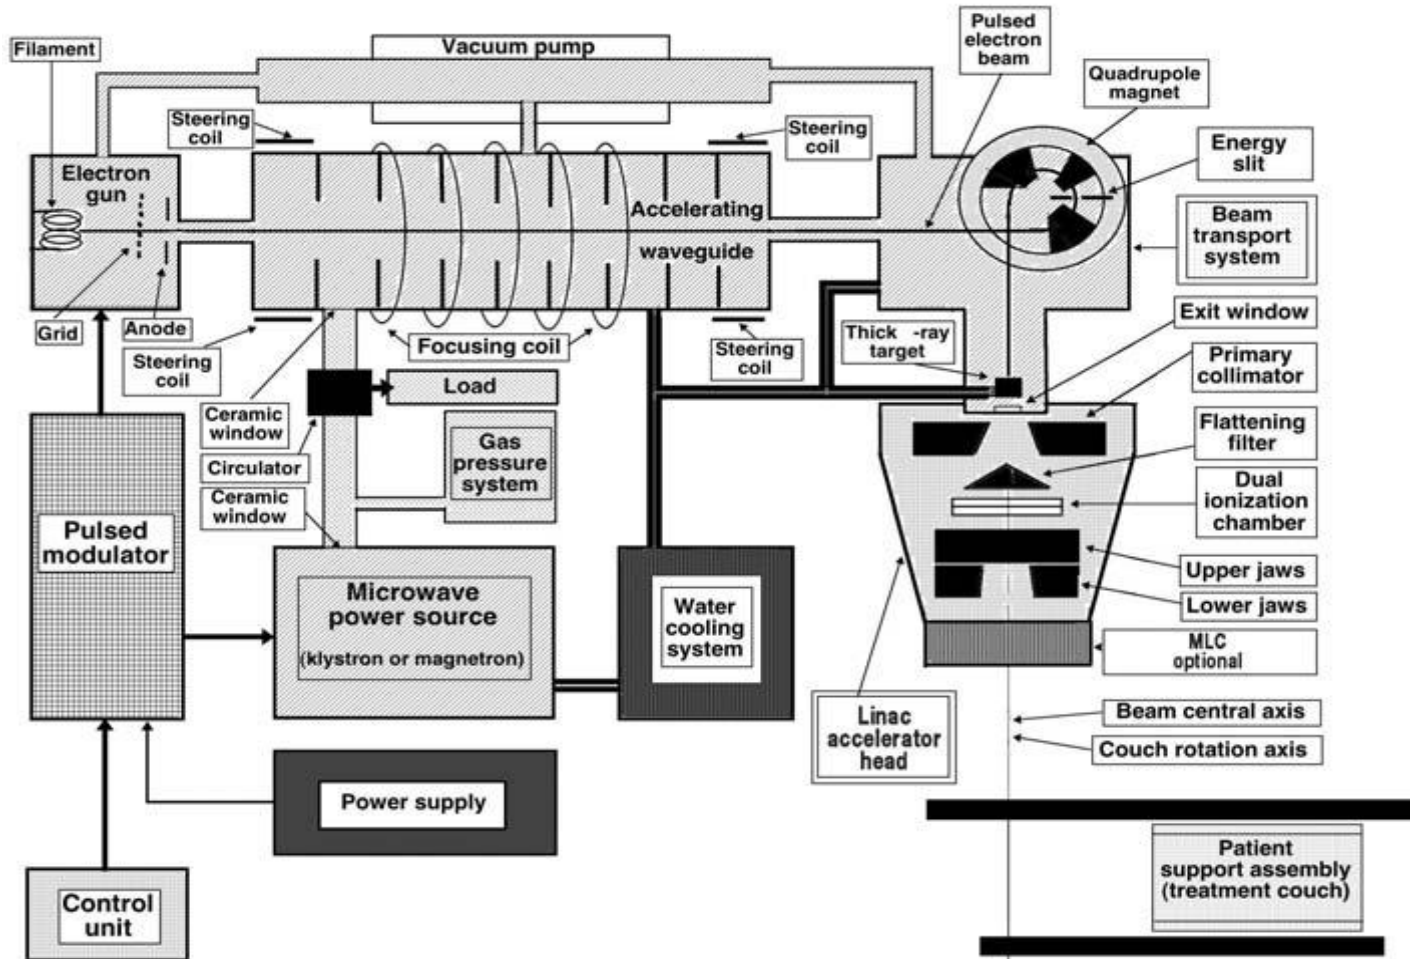 Filament
Vacuum pump
Pulsed
electron
beam
Quadrupole
magnet
Steering
coil
Steering
coil
Energy
slit
Electron
gun
Accelerating
waveguide
Beam
transport
system
Grid
Anode
Steering
coil
Focusing coil
Steering
coil
Thick -ray
target
Exit window
Primary
collimator
Load
Ceramic
window
Flattening
filter
Gas
pressure
system
Circulator
Ceramic
window
Dual
ionization
chamber
Pulsed
modulator
Upper jaws
Lower jaws
Microwave
power source
(klystron or magnetron)
Water
cooling
system
MLC
optional
Linac
accelerator
head
Beam central axis
Couch rotation axis
Power supply
Patient
support assembly
(treatment couch)
Control
unit